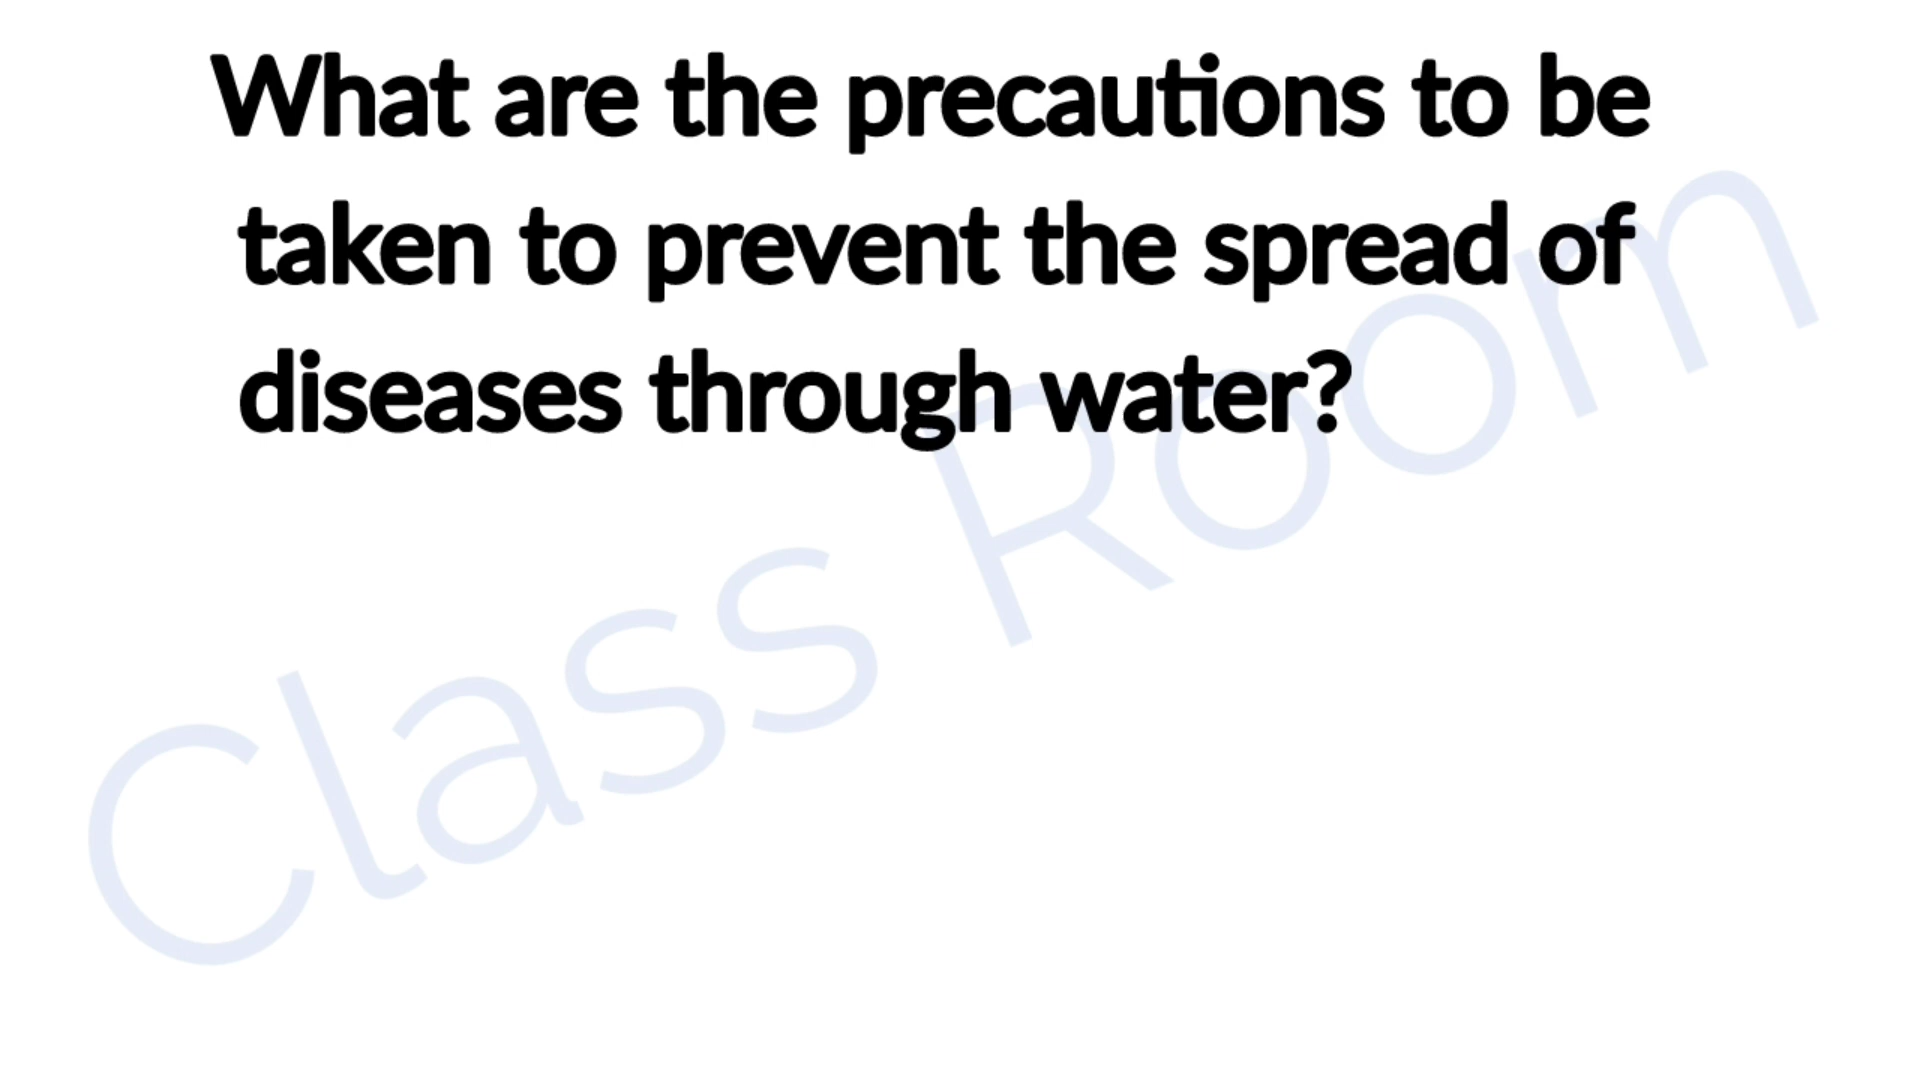 What are the precautions to be
taken to prevent the spread of
diseases through water?
Class Room